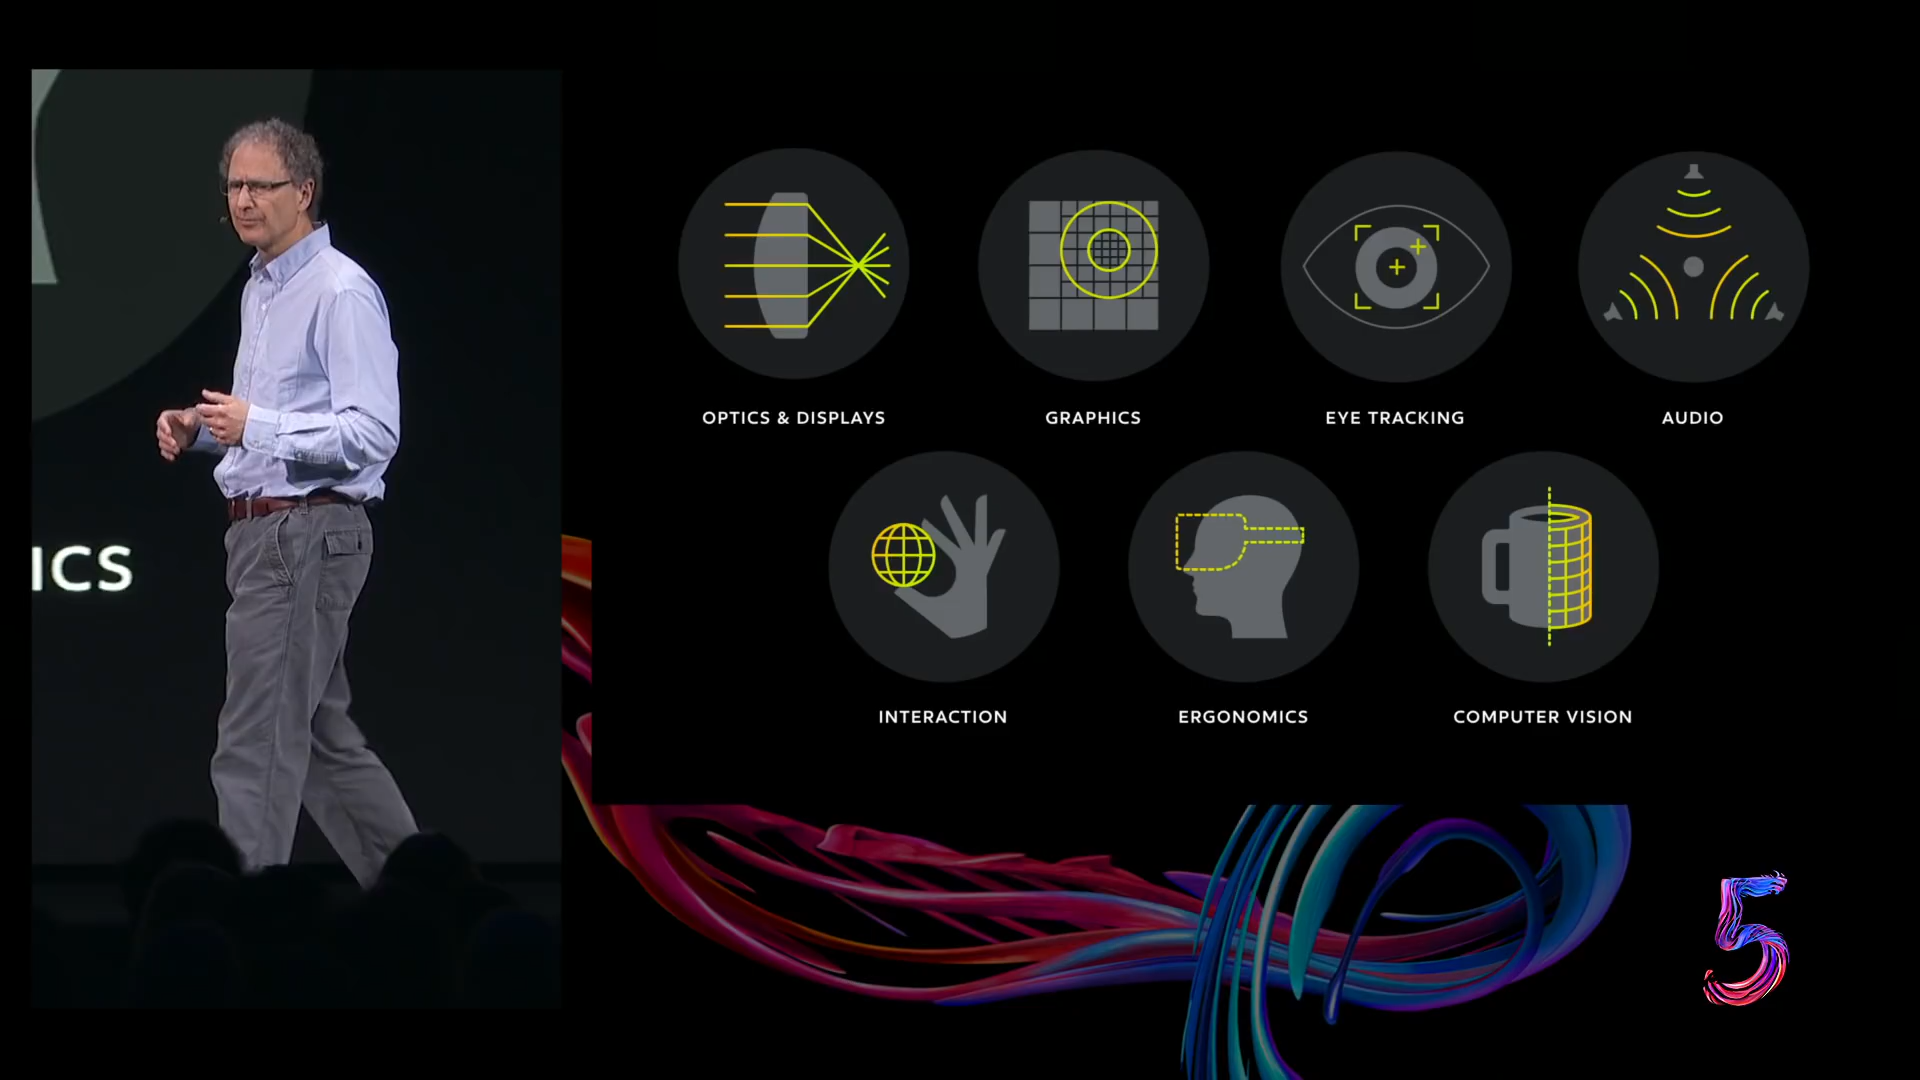 ICS
OPTICS & DISPLAYS
GRAPHICS
EYE TRACKING
AUDIO
INTERACTION
ERGONOMICS
COMPUTER VISION
5